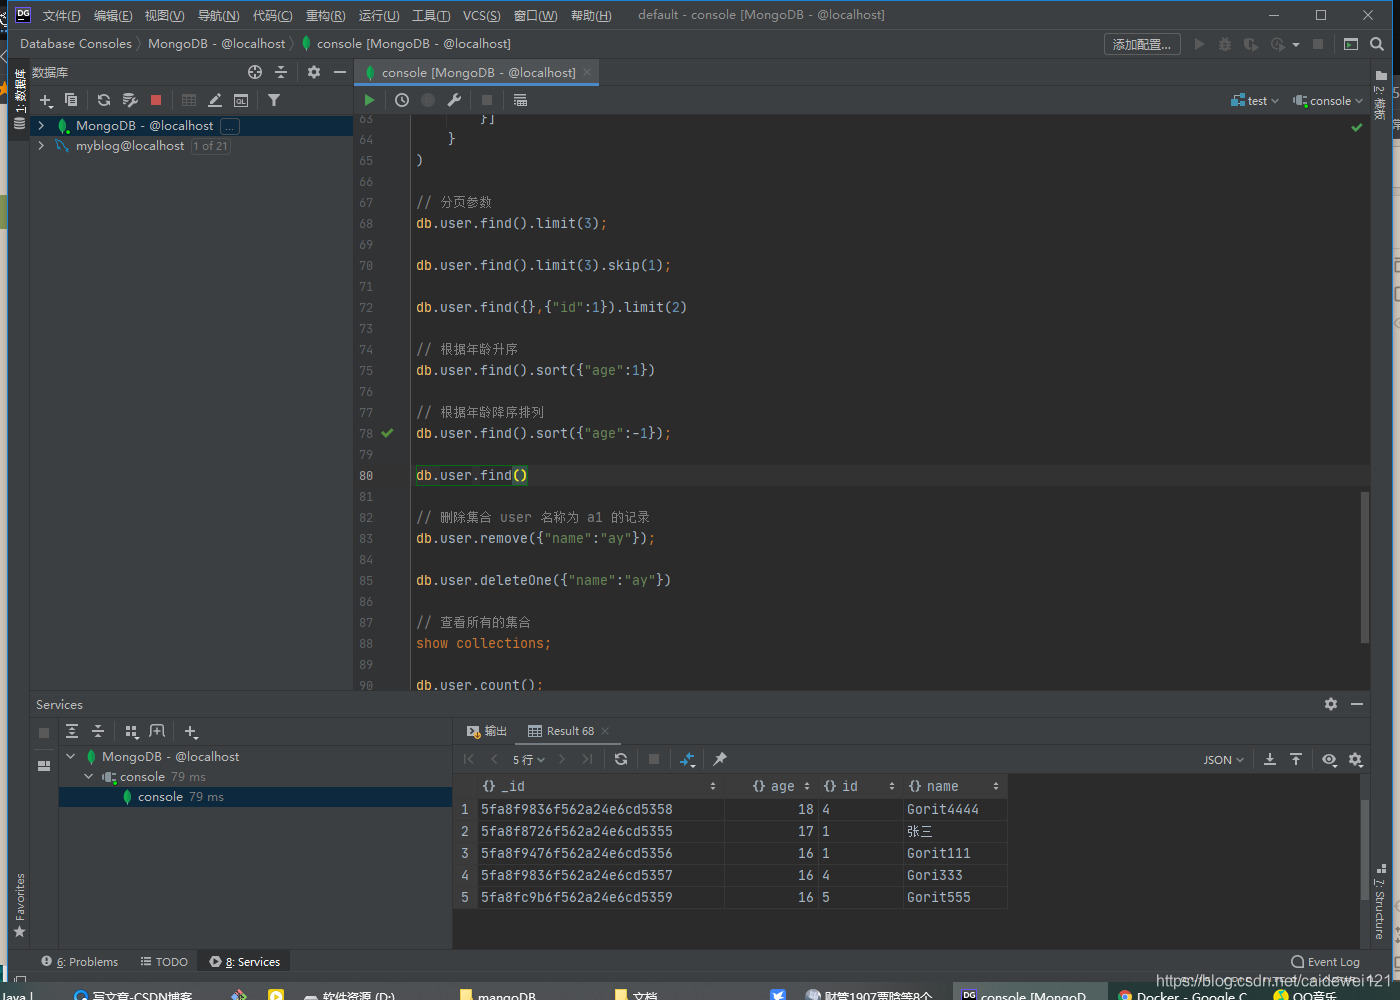 DG 文件(F) 编辑(E) 视图(V) 导航(N) 代码(C) 重构(R) 运行(U) 工具(T) VCS(S) 窗口(W) 帮助(H) default - console [MongoDB - @localhost]
Database Consoles MongoDB - @localhost console [MongoDB - @localhost] 添加配置...
数据库 console [MongoDB - @localhost]
1: 数据库
QL test console
MongoDB - @localhost ...
myblog@localhost 1 of 21
63 }]
64 }
65 )
66
67 // 分页参数
68 db.user.find().limit(3);
69
70 db.user.find().limit(3).skip(1);
71
72 db.user.find({},{"id":1}).limit(2)
73
74 // 根据年龄升序
75 db.user.find().sort({"age":1})
76
77 // 根据年龄降序排列
78 db.user.find().sort({"age":-1});
79
80 db.user.find()
81
82 // 删除集合 user 名称为 a1 的记录
83 db.user.remove({"name":"ay"});
84
85 db.user.deleteOne({"name":"ay"})
86
87 // 查看所有的集合
88 show collections;
89
90 db.user.count();
Services
输出 Result 68
MongoDB - @localhost
console 79 ms
console 79 ms
5 行 JSON
{} _id {} age {} id {} name
1 5fa8f9836f562a24e6cd5358 18 4 Gorit4444
2 5fa8f8726f562a24e6cd5355 17 1 张三
3 5fa8f9476f562a24e6cd5356 16 1 Gorit111
4 5fa8f9836f562a24e6cd5357 16 4 Gori333
5 5fa8fc9b6f562a24e6cd5359 16 5 Gorit555
Favorites
7: Structure
6: Problems TODO 8: Services Event Log
https://blog.csdn.net/caidewei121
Java | 写文章-CSDN博客 软件资源 (D:) mangoDB 文档 财管1907贾晗等8个 DG console [MongoD Docker - Google C QQ音乐